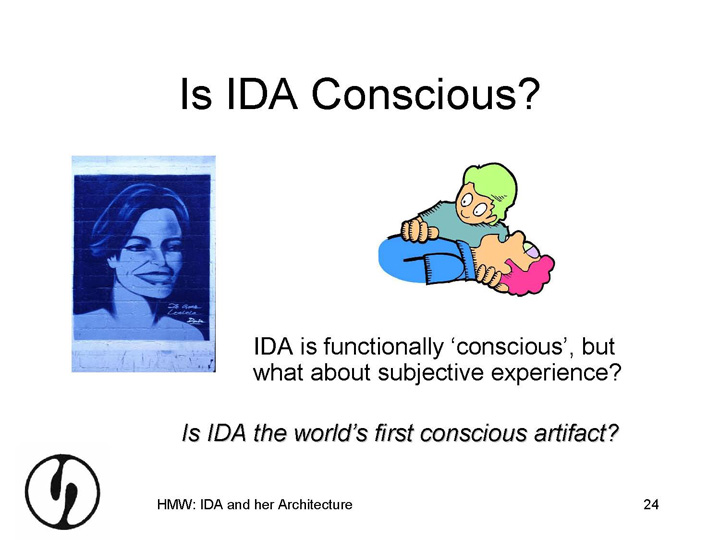 Is IDA Conscious?
IDA is functionally ‘conscious’, but
what about subjective experience?
Is IDA the world’s first conscious artifact?
HMW: IDA and her Architecture
24